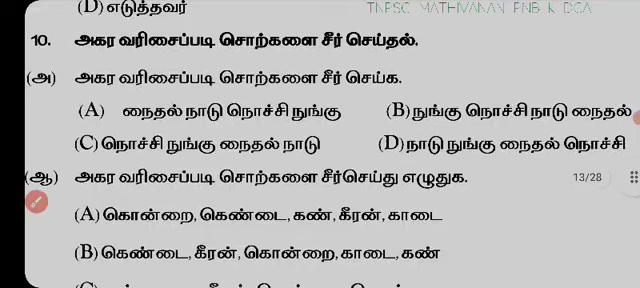 (D) எடுத்தவர்
TNPSC MATHIVANAN PNB K DCA
10. அகர வரிசைப்படி சொற்களை சீர் செய்தல்.
(அ) அகர வரிசைப்படி சொற்களை சீர் செய்க.
(A) நைதல் நாடு நொச்சி நுங்கு (B) நுங்கு நொச்சி நாடு நைதல்
(C) நொச்சி நுங்கு நைதல் நாடு (D) நாடு நுங்கு நைதல் நொச்சி
(ஆ) அகர வரிசைப்படி சொற்களை சீர்செய்து எழுதுக.
13/28
(A) கொன்றை, கெண்டை, கண், கீரன், காடை
(B) கெண்டை, கீரன், கொன்றை, காடை, கண்